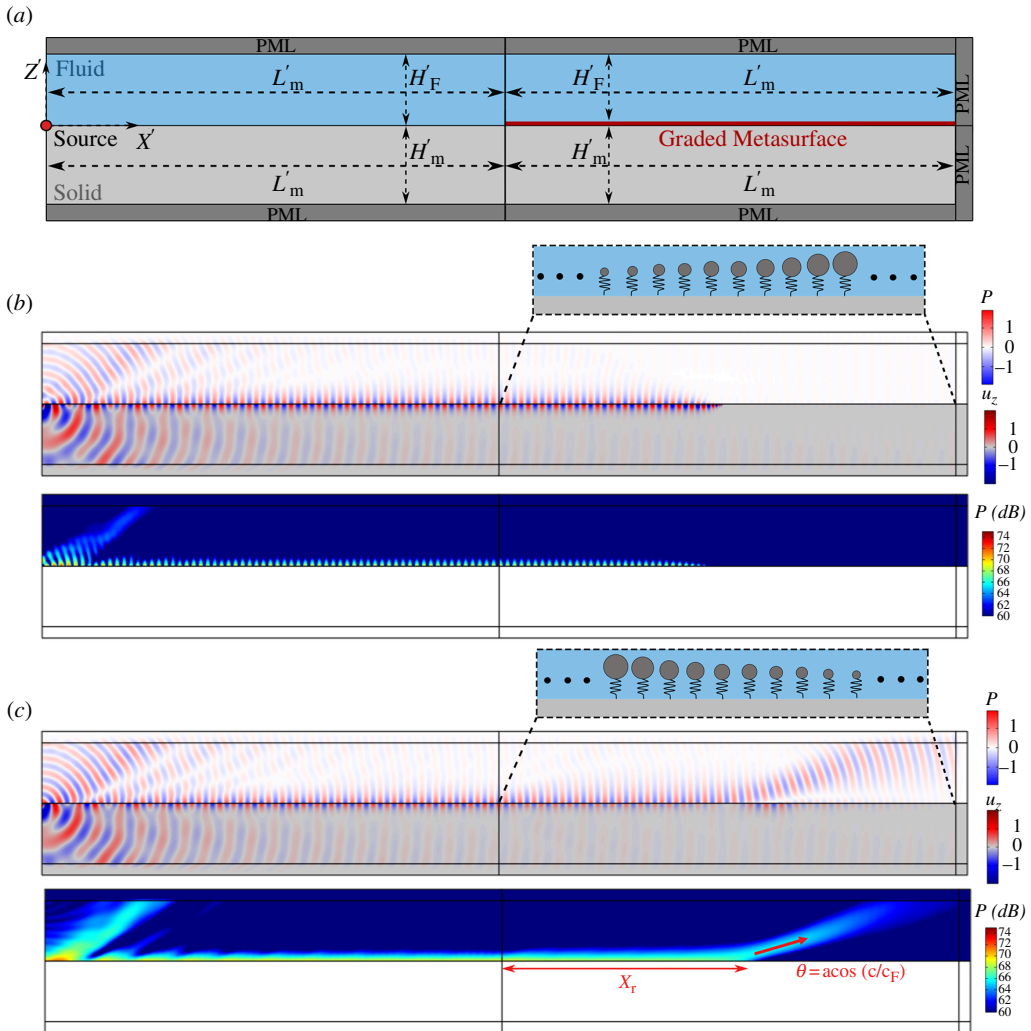 (a)
PML PML
Z′ Fluid L′m H′F H′F L′m PML
Source X′ H′m H′m Graded Metasurface
Solid L′m L′m PML
PML PML
(b)
P
1
0
−1
uz
1
0
−1
P (dB)
74
72
70
68
66
64
62
60
(c)
P
1
0
−1
uz
1
0
−1
P (dB)
74
72
70
68
66
64
62
60
Xr
θ=acos (c/cF)